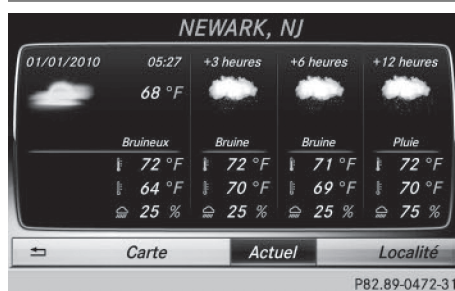 NEWARK, NJ
01/01/2010 05:27 +3 heures +6 heures +12 heures
68 °F
Bruineux Bruine Bruine Pluie
72 °F 72 °F 71 °F 72 °F
64 °F 70 °F 69 °F 70 °F
25 % 25 % 25 % 75 %
Carte Actuel Localité
P82.89-0472-31